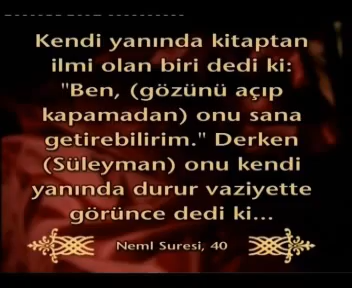 Kendi yanında kitaptan
ilmi olan biri dedi ki:
"Ben, (gözünü açıp
kapamadan) onu sana
getirebilirim." Derken
(Süleyman) onu kendi
yanında durur vaziyette
görünce dedi ki...
Neml Suresi, 40